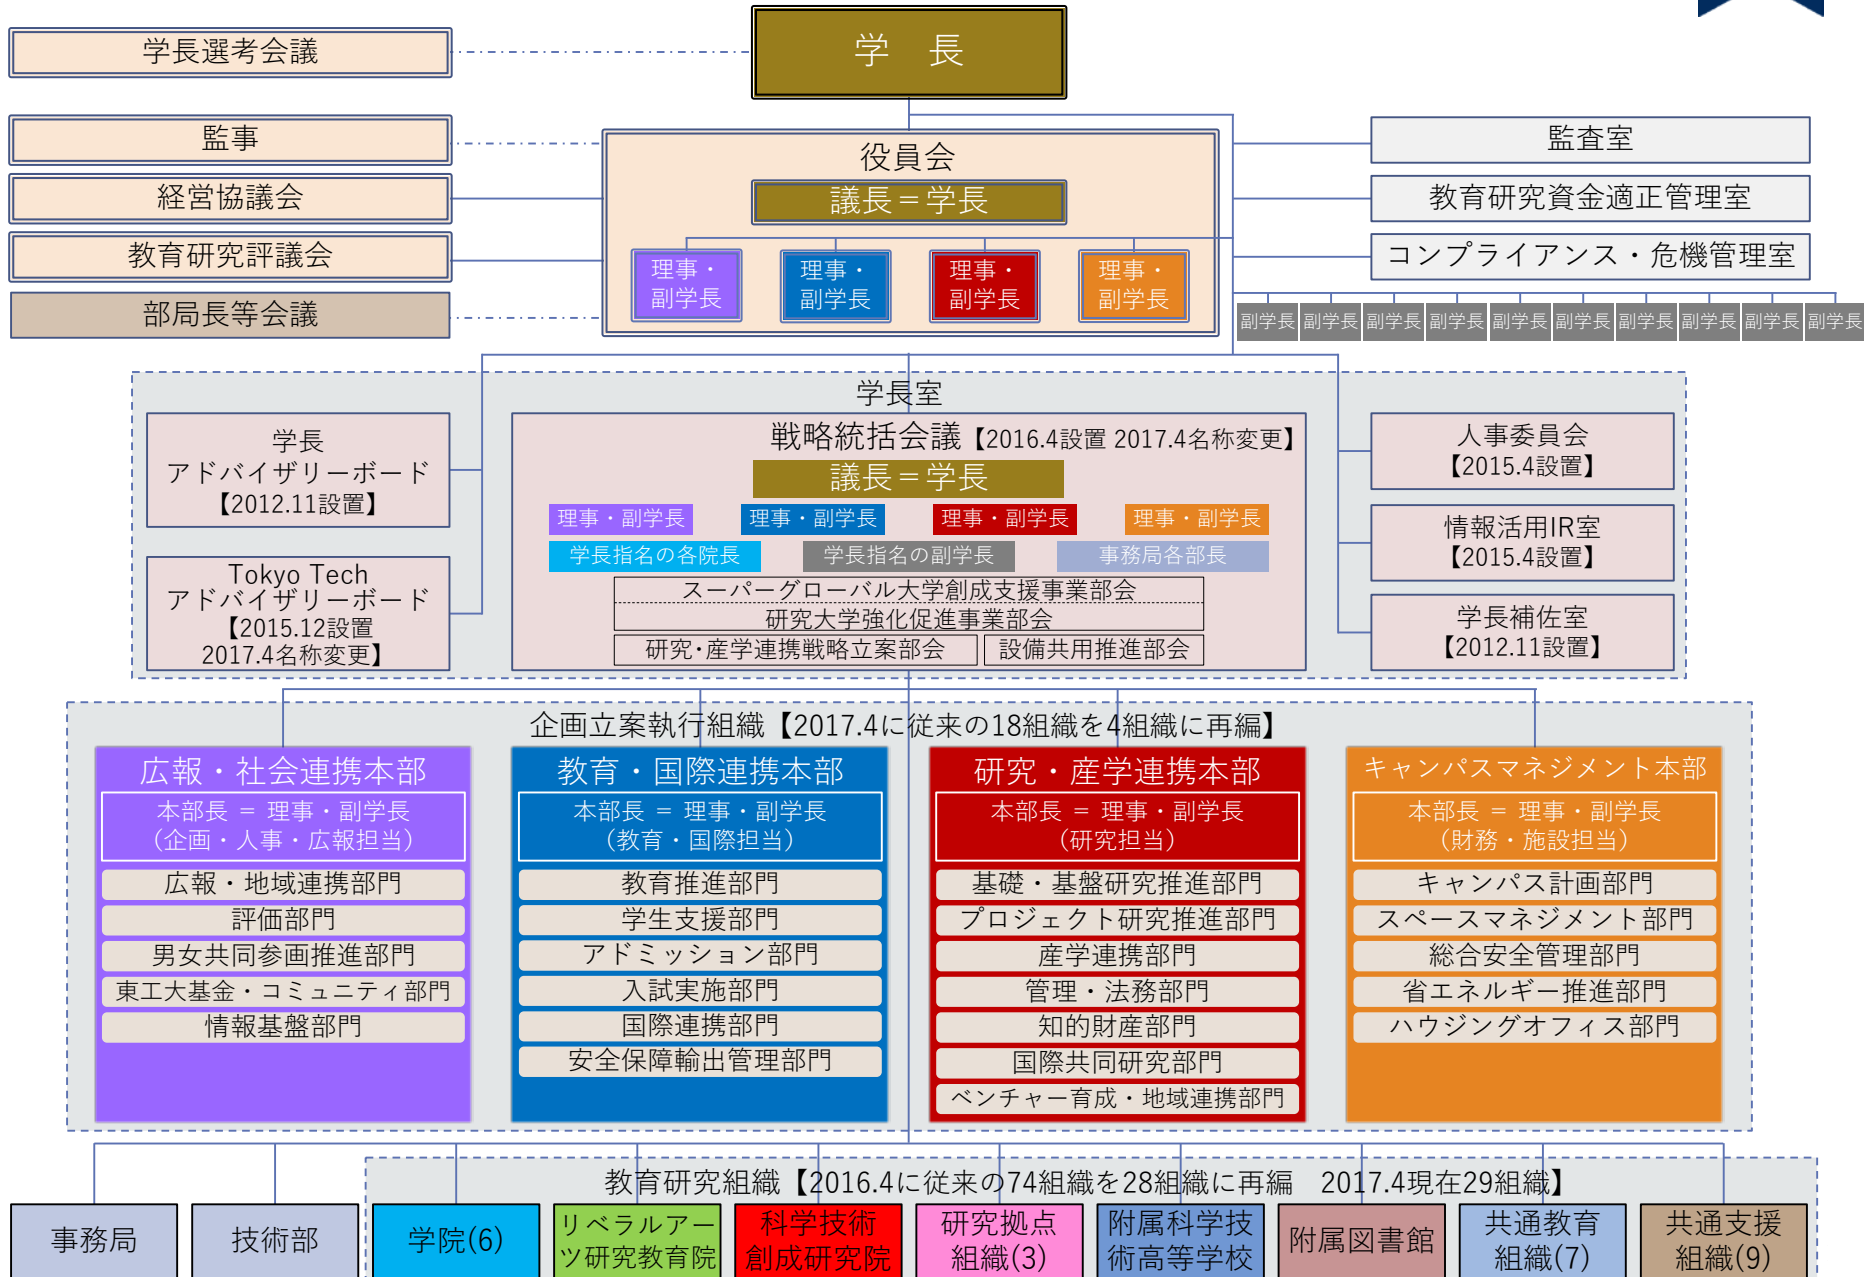 学長選考会議
学　長
監事
経営協議会
教育研究評議会
部局長等会議
役員会
議長＝学長
理事・
副学長
理事・
副学長
理事・
副学長
理事・
副学長
監査室
教育研究資金適正管理室
コンプライアンス・危機管理室
副学長 副学長 副学長 副学長 副学長 副学長 副学長 副学長 副学長 副学長
学長室
学長
アドバイザリーボード
【2012.11設置】
Tokyo Tech
アドバイザリーボード
【2015.12設置
2017.4名称変更】
戦略統括会議【2016.4設置 2017.4名称変更】
議長＝学長
理事・副学長 理事・副学長 理事・副学長 理事・副学長
学長指名の各院長 学長指名の副学長 事務局各部長
スーパーグローバル大学創成支援事業部会
研究大学強化促進事業部会
研究・産学連携戦略立案部会 設備共用推進部会
人事委員会
【2015.4設置】
情報活用IR室
【2015.4設置】
学長補佐室
【2012.11設置】
企画立案執行組織【2017.4に従来の18組織を4組織に再編】
広報・社会連携本部
本部長 = 理事・副学長
（企画・人事・広報担当）
広報・地域連携部門
評価部門
男女共同参画推進部門
東工大基金・コミュニティ部門
情報基盤部門
教育・国際連携本部
本部長 = 理事・副学長
（教育・国際担当）
教育推進部門
学生支援部門
アドミッション部門
入試実施部門
国際連携部門
安全保障輸出管理部門
研究・産学連携本部
本部長 = 理事・副学長
（研究担当）
基礎・基盤研究推進部門
プロジェクト研究推進部門
産学連携部門
管理・法務部門
知的財産部門
国際共同研究部門
ベンチャー育成・地域連携部門
キャンパスマネジメント本部
本部長 = 理事・副学長
（財務・施設担当）
キャンパス計画部門
スペースマネジメント部門
総合安全管理部門
省エネルギー推進部門
ハウジングオフィス部門
教育研究組織【2016.4に従来の74組織を28組織に再編　2017.4現在29組織】
事務局
技術部
学院(6)
リベラルアー
ツ研究教育院
科学技術
創成研究院
研究拠点
組織(3)
附属科学技
術高等学校
附属図書館
共通教育
組織(7)
共通支援
組織(9)